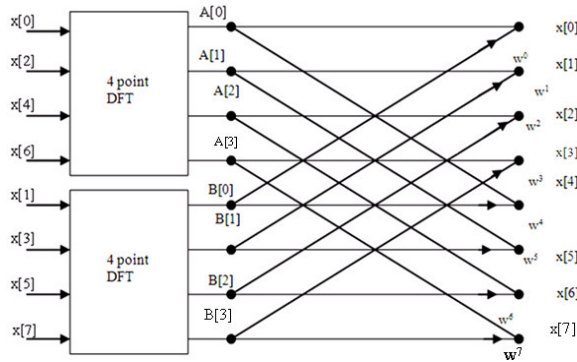 x[0]
x[2]
x[4]
x[6]
4 point
DFT
x[1]
x[3]
x[5]
x[7]
4 point
DFT
A[0]
A[1]
A[2]
A[3]
B[0]
B[1]
B[2]
B[3]
w⁰
w¹
w²
w³
w⁴
w⁵
w⁶
w⁷
x[0]
x[1]
x[2]
x[3]
x[4]
x[5]
x[6]
x[7]